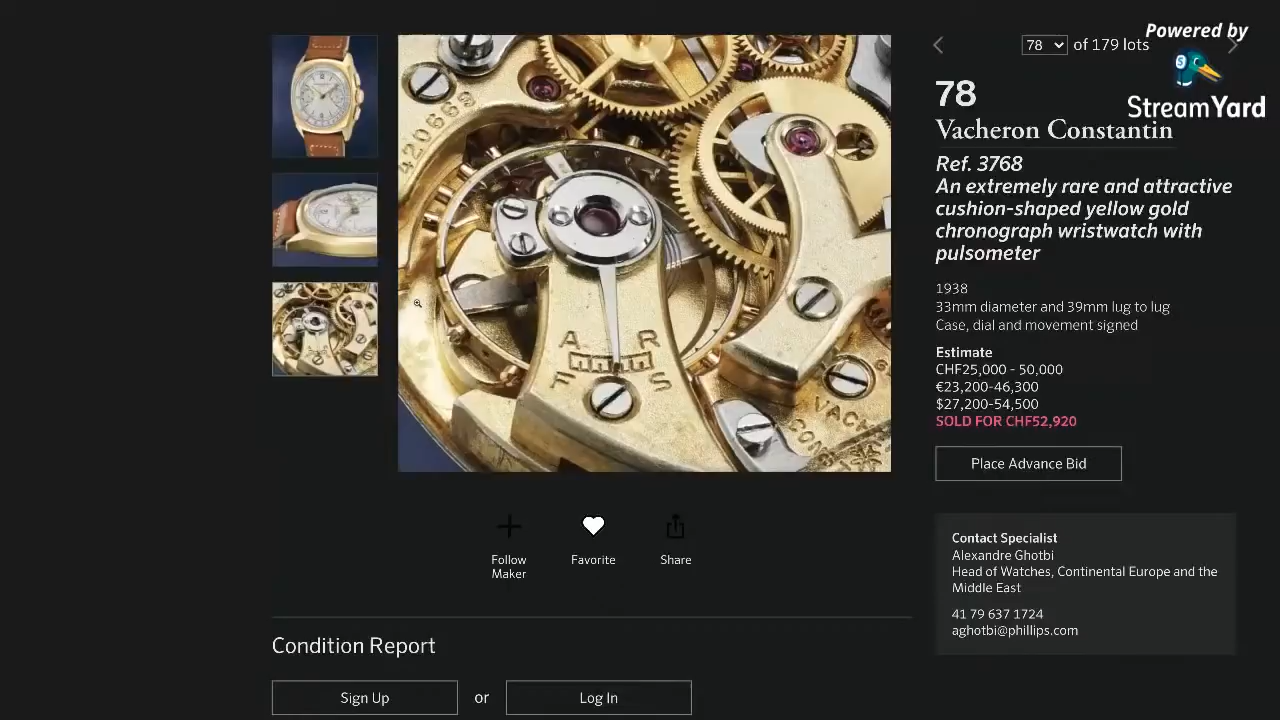 78 of 179 lots
Powered by
StreamYard
78
Vacheron Constantin
Ref. 3768
An extremely rare and attractive
cushion-shaped yellow gold
chronograph wristwatch with
pulsometer
1938
33mm diameter and 39mm lug to lug
Case, dial and movement signed
Estimate
CHF25,000 - 50,000
€23,200-46,300
$27,200-54,500
SOLD FOR CHF52,920
Place Advance Bid
420669
A R
F S
Follow
Maker
Favorite
Share
Contact Specialist
Alexandre Ghotbi
Head of Watches, Continental Europe and the
Middle East
41 79 637 1724
aghotbi@phillips.com
Condition Report
Sign Up or Log In